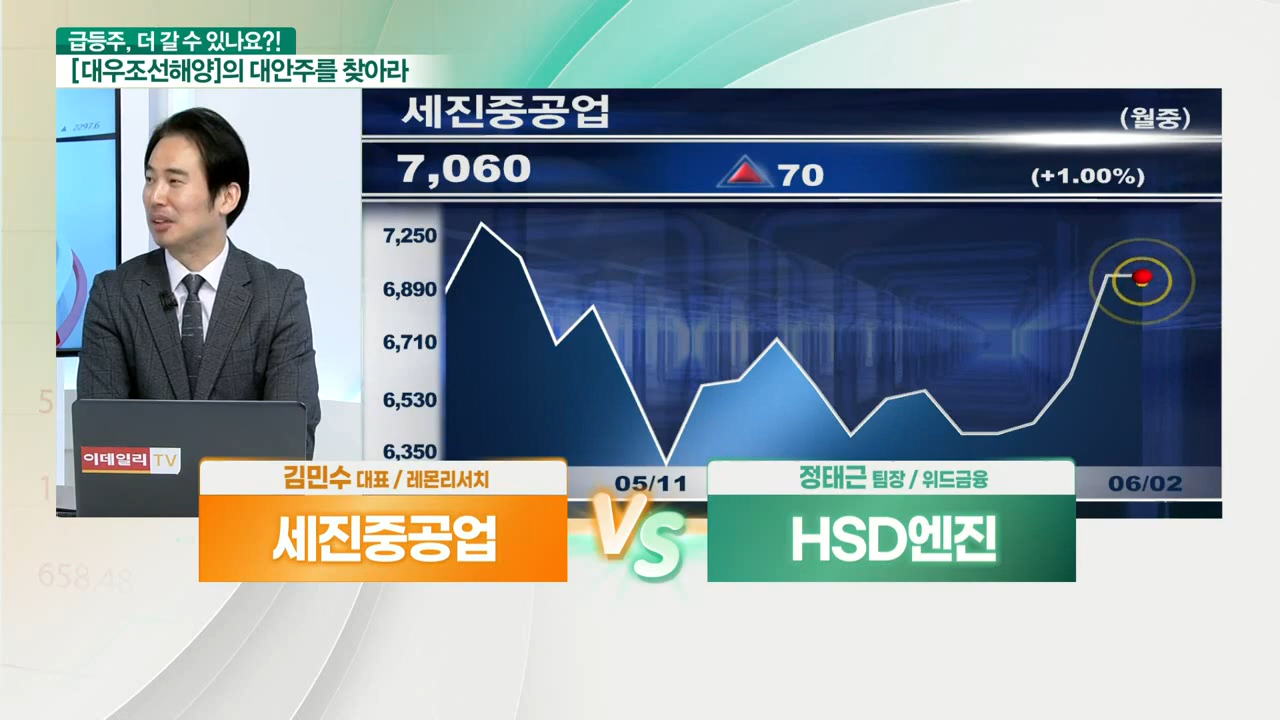 급등주, 더 갈 수 있나요?!
[대우조선해양]의 대안주를 찾아라
▲ 2297.6
세진중공업 (월중)
7,060 ▲ 70 (+1.00%)
7,250
6,890
6,710
6,530
6,350
05/11 06/02
이데일리TV
김민수 대표 / 레몬리서치
세진중공업
VS
정태근 팀장 / 위드금융
HSD엔진
5
1
658.48